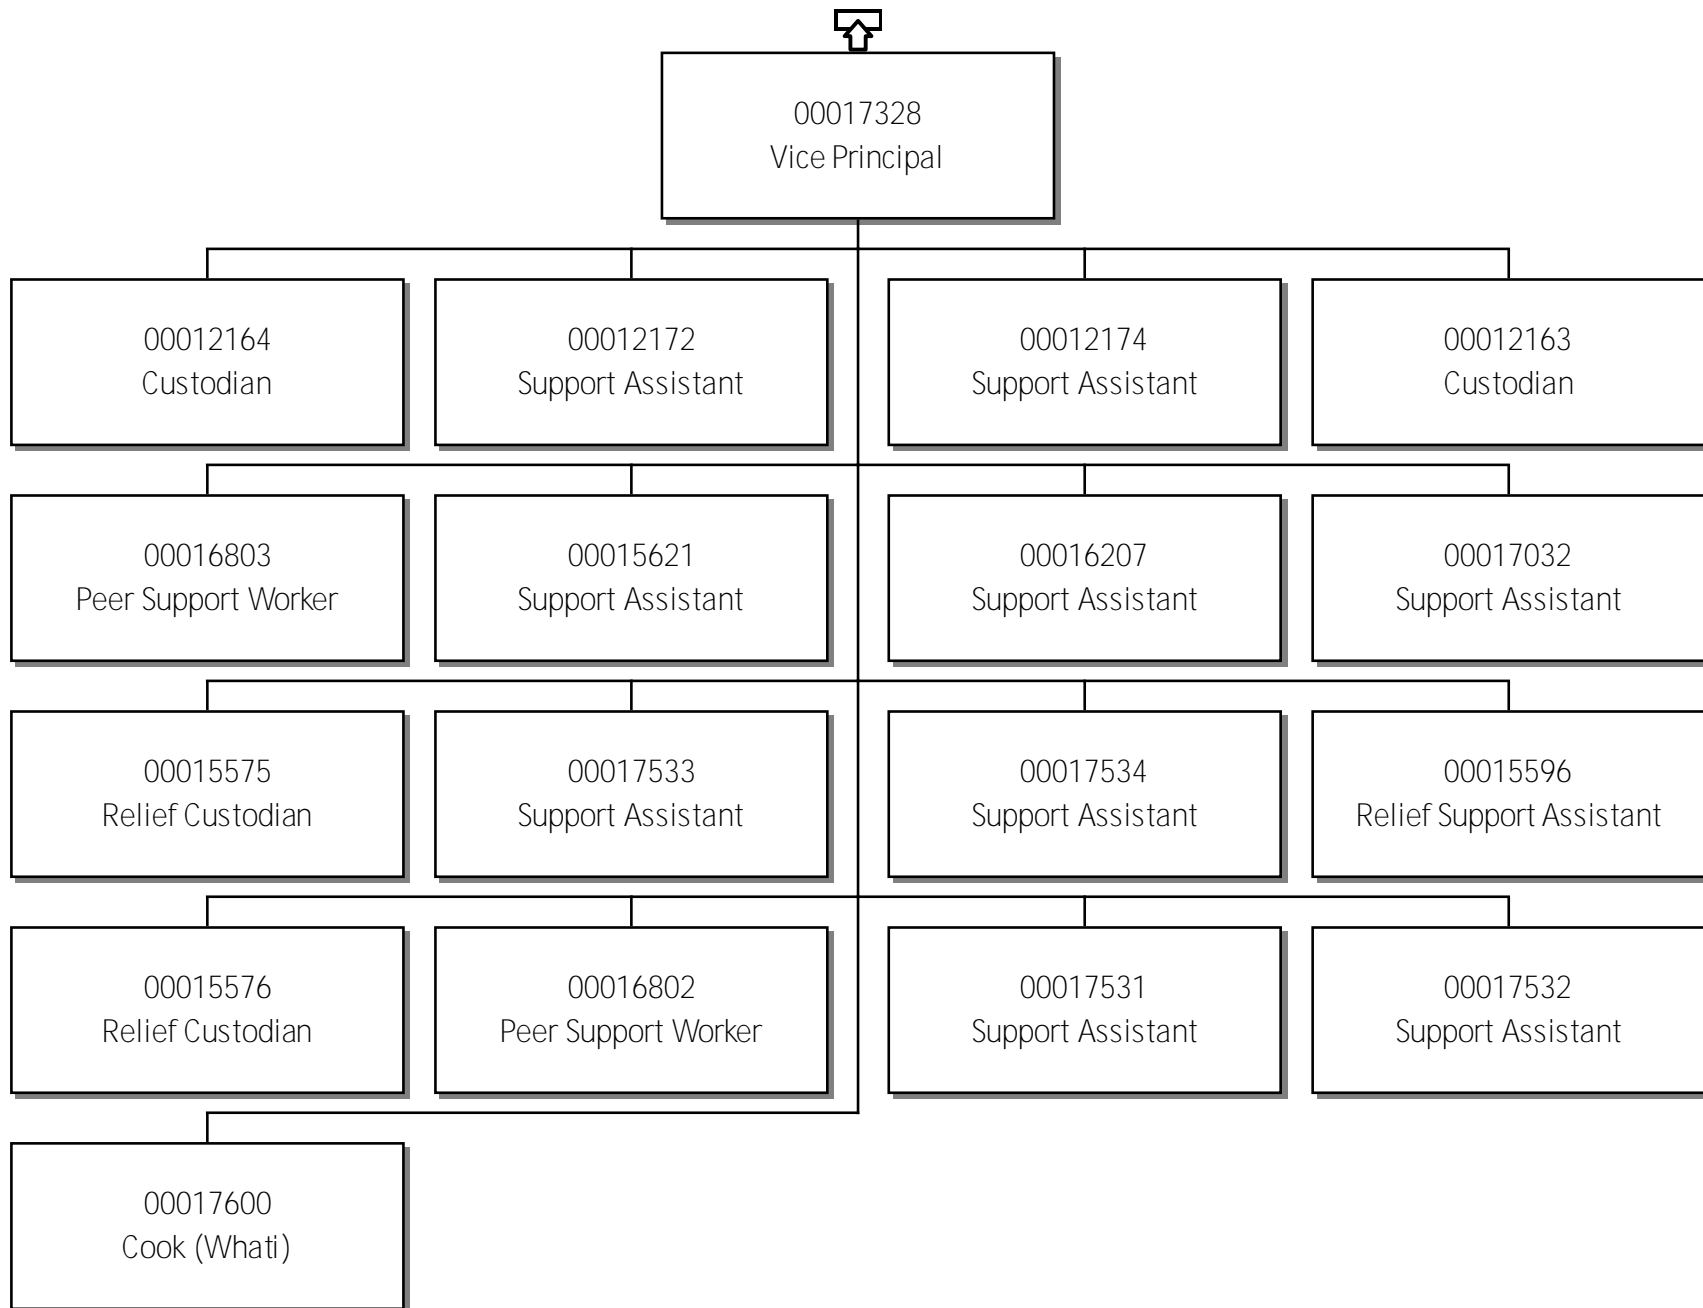 00017328
Vice Principal
00012164
Custodian
00012172
Support Assistant
00012174
Support Assistant
00012163
Custodian
00016803
Peer Support Worker
00015621
Support Assistant
00016207
Support Assistant
00017032
Support Assistant
00015575
Relief Custodian
00017533
Support Assistant
00017534
Support Assistant
00015596
Relief Support Assistant
00015576
Relief Custodian
00016802
Peer Support Worker
00017531
Support Assistant
00017532
Support Assistant
00017600
Cook (Whati)